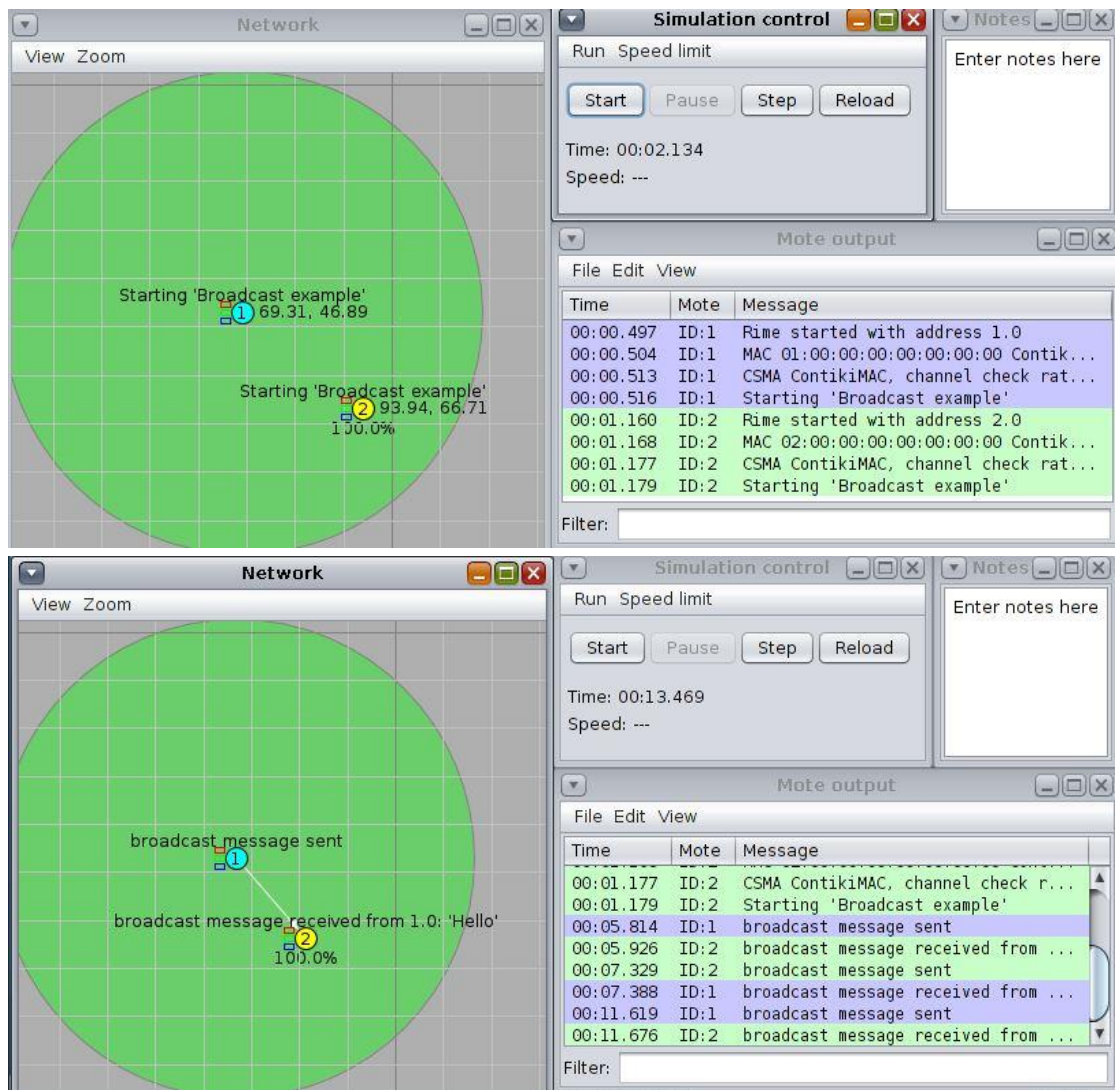 Network
View Zoom
Starting 'Broadcast example'
1 69.31, 46.89
Starting 'Broadcast example'
2 93.94, 66.71
100.0%
Simulation control
Run Speed limit
Start Pause Step Reload
Time: 00:02.134
Speed: ---
Notes
Enter notes here
Mote output
File Edit View
Time Mote Message
00:00.497 ID:1 Rime started with address 1.0
00:00.504 ID:1 MAC 01:00:00:00:00:00:00:00 Contik...
00:00.513 ID:1 CSMA ContikiMAC, channel check rat...
00:00.516 ID:1 Starting 'Broadcast example'
00:01.160 ID:2 Rime started with address 2.0
00:01.168 ID:2 MAC 02:00:00:00:00:00:00:00 Contik...
00:01.177 ID:2 CSMA ContikiMAC, channel check rat...
00:01.179 ID:2 Starting 'Broadcast example'
Filter:
Network
View Zoom
broadcast message sent
1
broadcast message received from 1.0: 'Hello'
2
100.0%
Simulation control
Run Speed limit
Start Pause Step Reload
Time: 00:13.469
Speed: ---
Notes
Enter notes here
Mote output
File Edit View
Time Mote Message
00:01.177 ID:2 CSMA ContikiMAC, channel check r...
00:01.179 ID:2 Starting 'Broadcast example'
00:05.814 ID:1 broadcast message sent
00:05.926 ID:2 broadcast message received from ...
00:07.329 ID:2 broadcast message sent
00:07.388 ID:1 broadcast message received from ...
00:11.619 ID:1 broadcast message sent
00:11.676 ID:2 broadcast message received from ...
Filter: